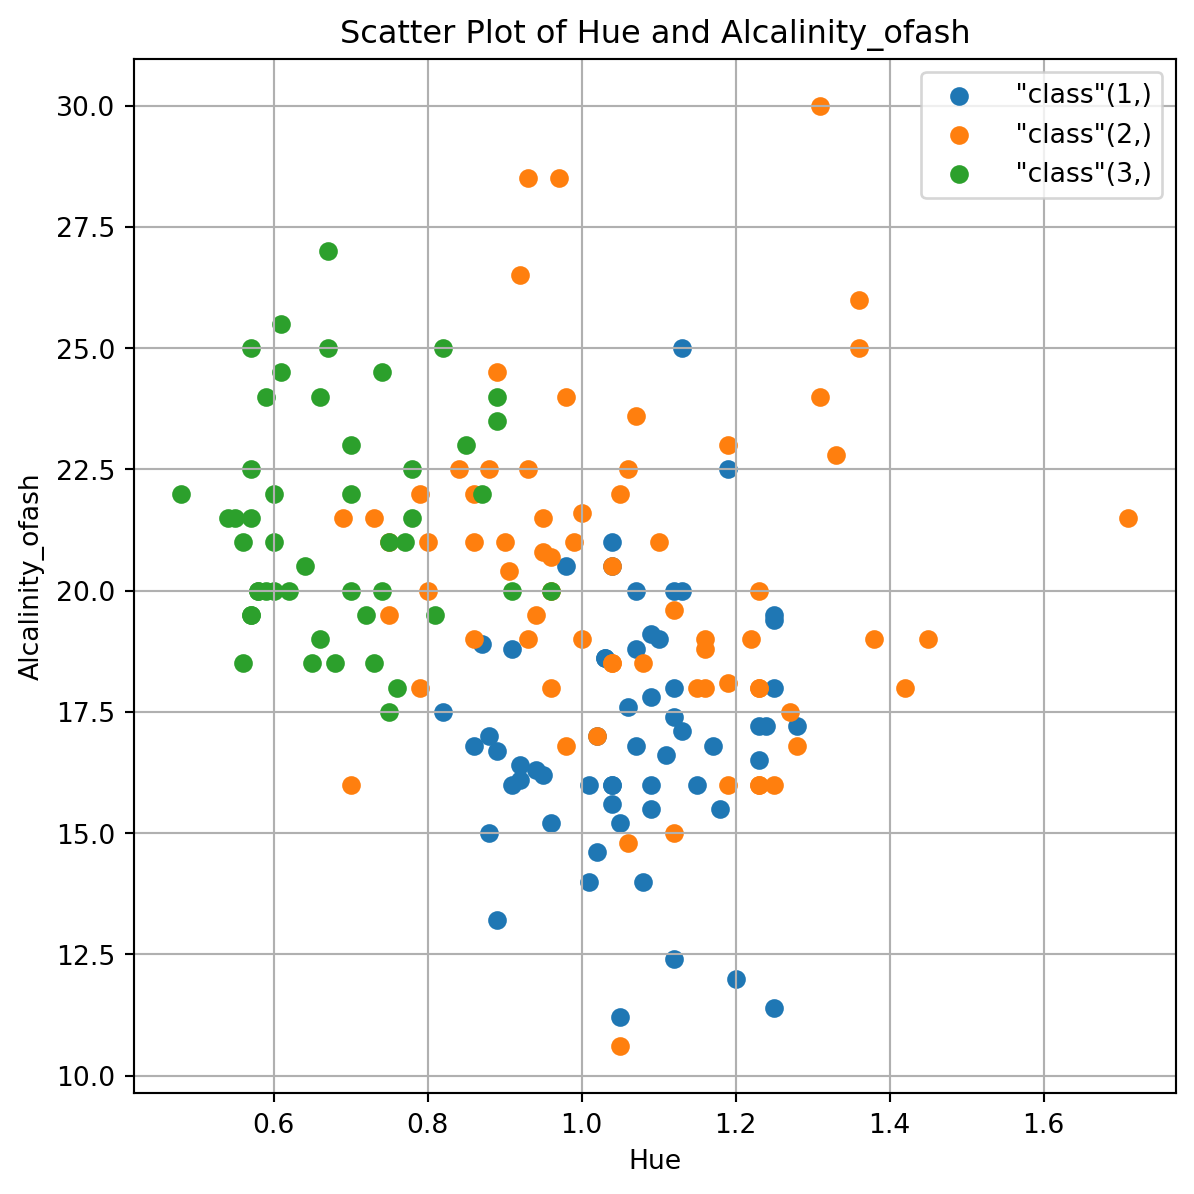 Scatter Plot of Hue and Alcalinity_ofash
"class"(1,)
"class"(2,)
"class"(3,)
30.0
27.5
25.0
22.5
20.0
17.5
15.0
12.5
10.0
Alcalinity_ofash
0.6 0.8 1.0 1.2 1.4 1.6
Hue